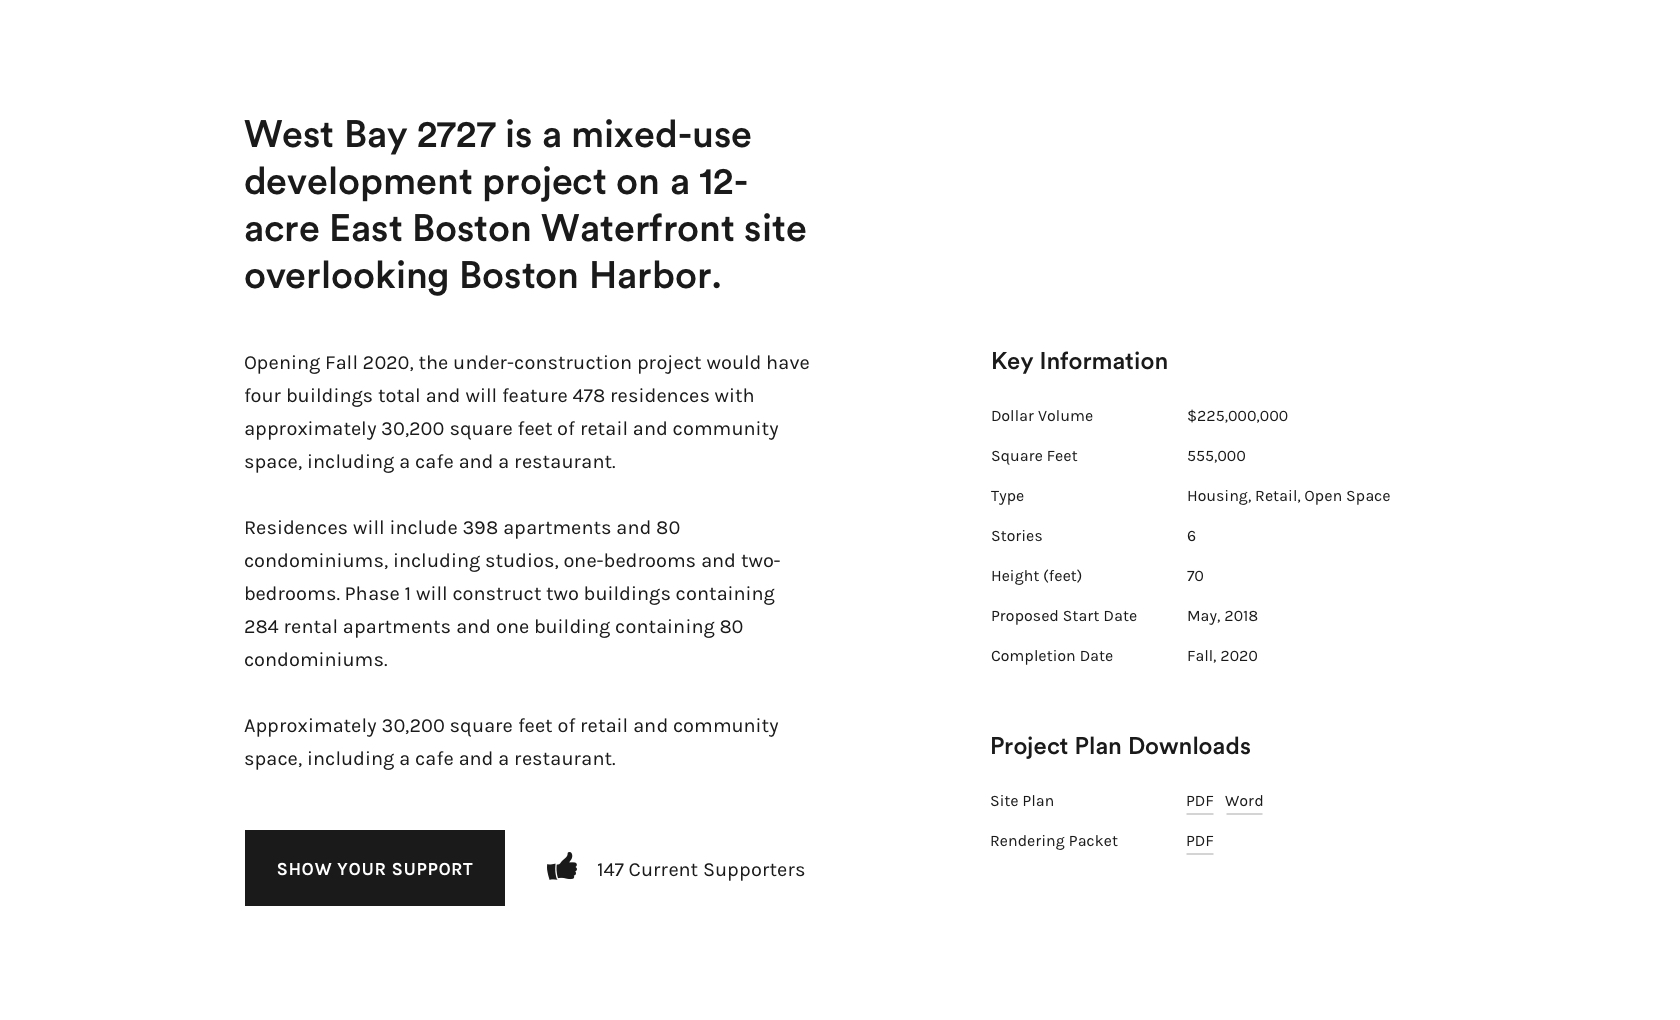 West Bay 2727 is a mixed-use
development project on a 12-
acre East Boston Waterfront site
overlooking Boston Harbor.
Opening Fall 2020, the under-construction project would have
four buildings total and will feature 478 residences with
approximately 30,200 square feet of retail and community
space, including a cafe and a restaurant.
Residences will include 398 apartments and 80
condominiums, including studios, one-bedrooms and two-
bedrooms. Phase 1 will construct two buildings containing
284 rental apartments and one building containing 80
condominiums.
Approximately 30,200 square feet of retail and community
space, including a cafe and a restaurant.
SHOW YOUR SUPPORT
147 Current Supporters
Key Information
Dollar Volume $225,000,000
Square Feet 555,000
Type Housing, Retail, Open Space
Stories 6
Height (feet) 70
Proposed Start Date May, 2018
Completion Date Fall, 2020
Project Plan Downloads
Site Plan PDF Word
Rendering Packet PDF